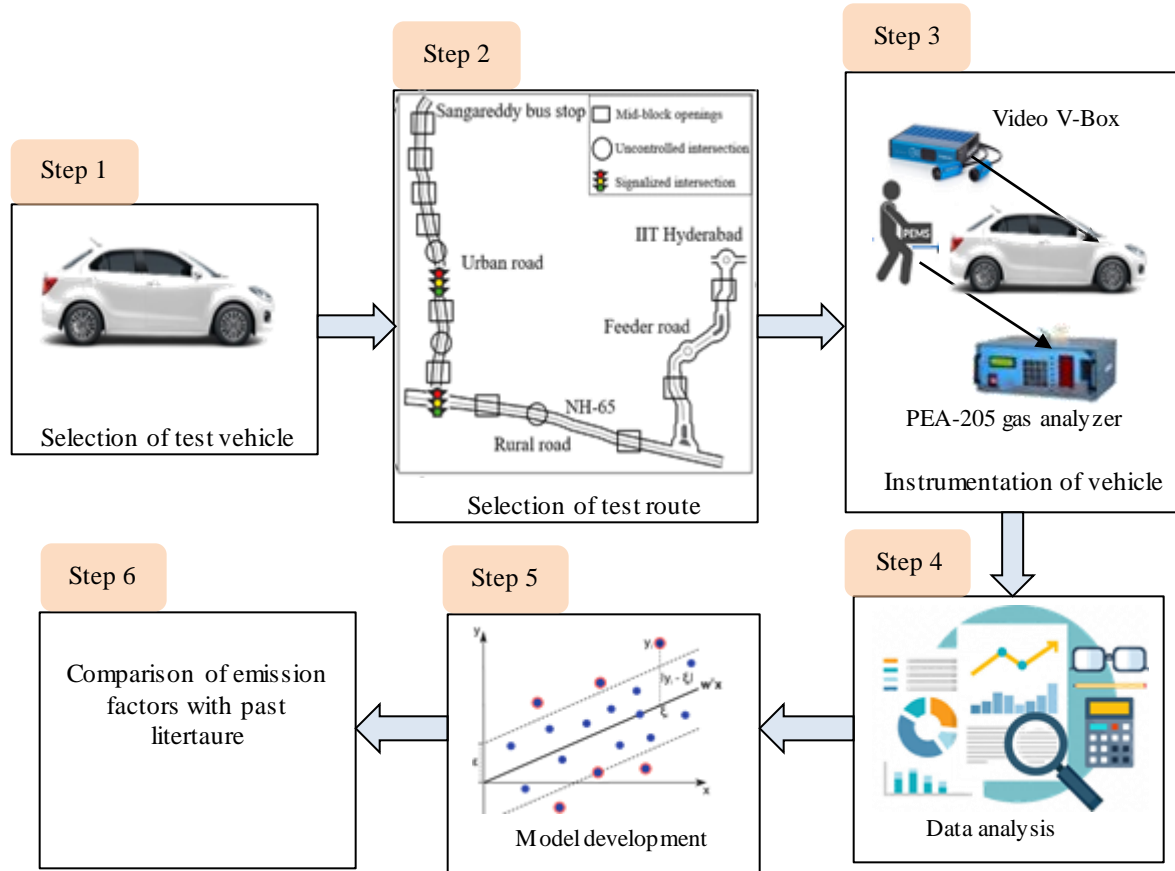 Step 1
Selection of test vehicle
Step 2
Sangareddy bus stop
Mid-block openings
Uncontrolled intersection
Signalized intersection
Urban road
IIT Hyderabad
Feeder road
NH-65
Rural road
Selection of test route
Step 3
Video V-Box
PEMS
PEA-205 gas analyzer
Instrumentation of vehicle
Step 4
Data analysis
Step 5
y
yᵢ
|yᵢ - ξᵢ|
w'x
ξᵢ
ε
x
Model development
Step 6
Comparison of emission
factors with past
litertaure